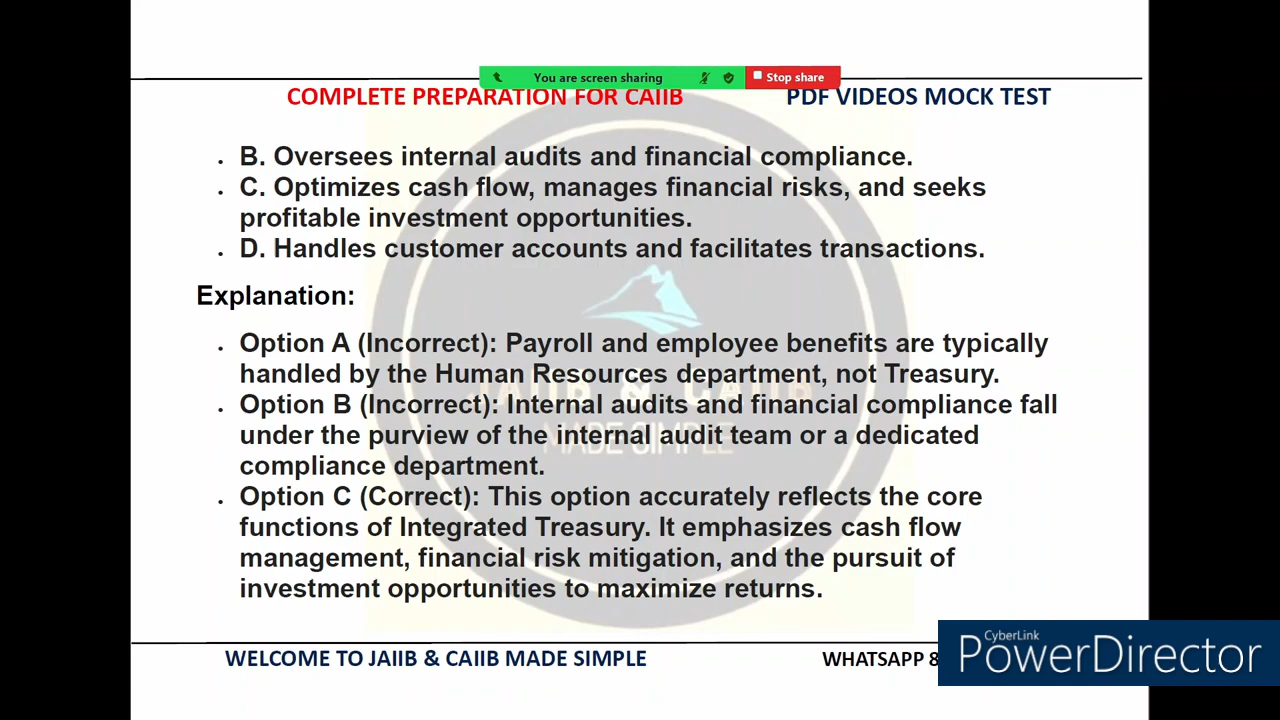 You are screen sharing Stop share
COMPLETE PREPARATION FOR CAIIB PDF VIDEOS MOCK TEST
• B. Oversees internal audits and financial compliance.
• C. Optimizes cash flow, manages financial risks, and seeks
profitable investment opportunities.
• D. Handles customer accounts and facilitates transactions.
Explanation:
• Option A (Incorrect): Payroll and employee benefits are typically
handled by the Human Resources department, not Treasury.
• Option B (Incorrect): Internal audits and financial compliance fall
under the purview of the internal audit team or a dedicated
compliance department.
• Option C (Correct): This option accurately reflects the core
functions of Integrated Treasury. It emphasizes cash flow
management, financial risk mitigation, and the pursuit of
investment opportunities to maximize returns.
JAIIB & CAIIB
MADE SIMPLE
WELCOME TO JAIIB & CAIIB MADE SIMPLE WHATSAPP 8
CyberLink
PowerDirector